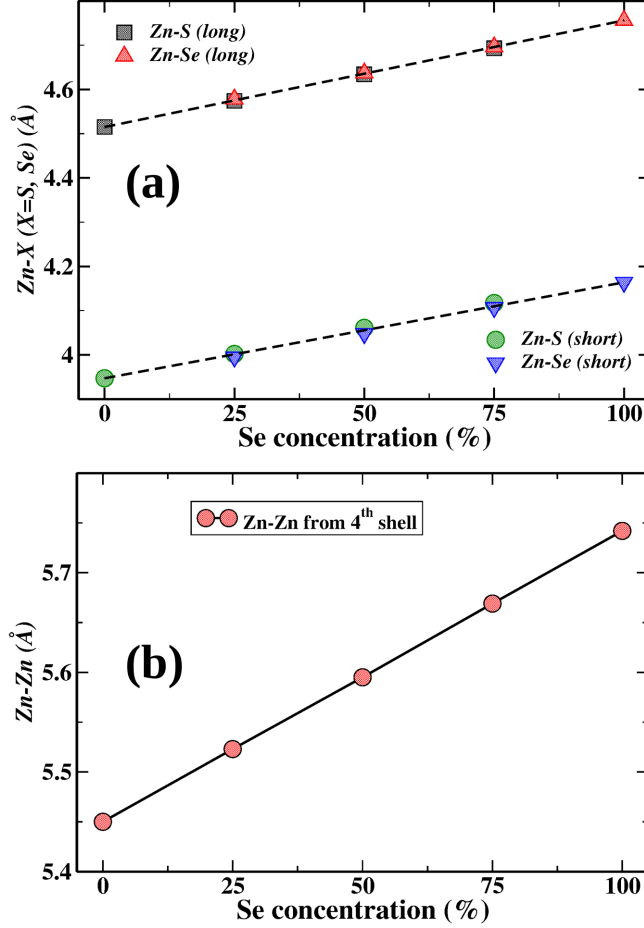 Zn-S (long)
Zn-Se (long)
4.6
4.4
4.2
4
Zn-X (X=S, Se) (Å)
(a)
Zn-S (short)
Zn-Se (short)
0 25 50 75 100
Se concentration (%)
Zn-Zn from 4th shell
5.7
5.6
5.5
5.4
Zn-Zn (Å)
(b)
0 25 50 75 100
Se concentration (%)